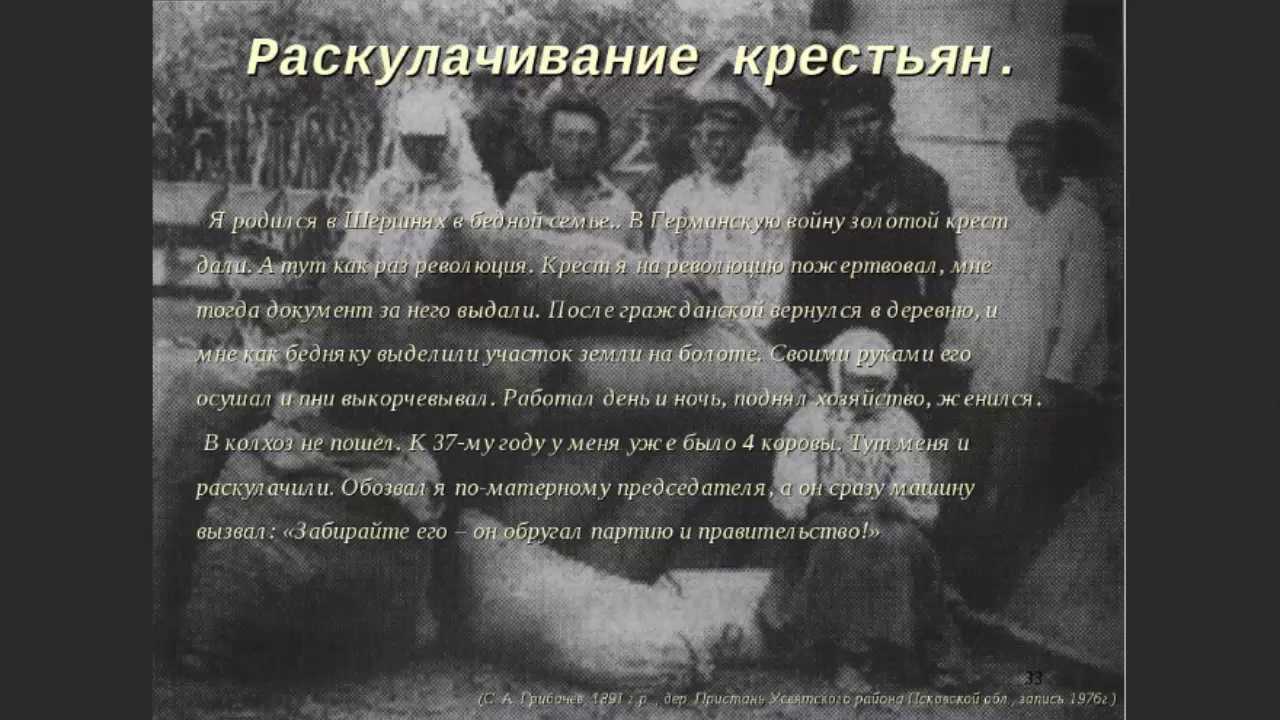 Раскулачивание крестьян.
Я родился в Шершнях в бедной семье.. В Германскую войну золотой крест
дали. А тут как раз революция. Крест я на революцию пожертвовал, мне
тогда документ за него выдали. После гражданской вернулся в деревню, и
мне как бедняку выделили участок земли на болоте. Своими руками его
осушал и пни выкорчевывал. Работал день и ночь, поднял хозяйство, женился.
В колхоз не пошел. К 37-му году у меня уже было 4 коровы. Тут меня и
раскулачили. Обозвал я по-матерному председателя, а он сразу машину
вызвал: «Забирайте его – он обругал партию и правительство!»
33
(С. А. Грибачев, 1891 г.р., дер. Пристань Усвятского района Псковской обл., запись 1976г.)